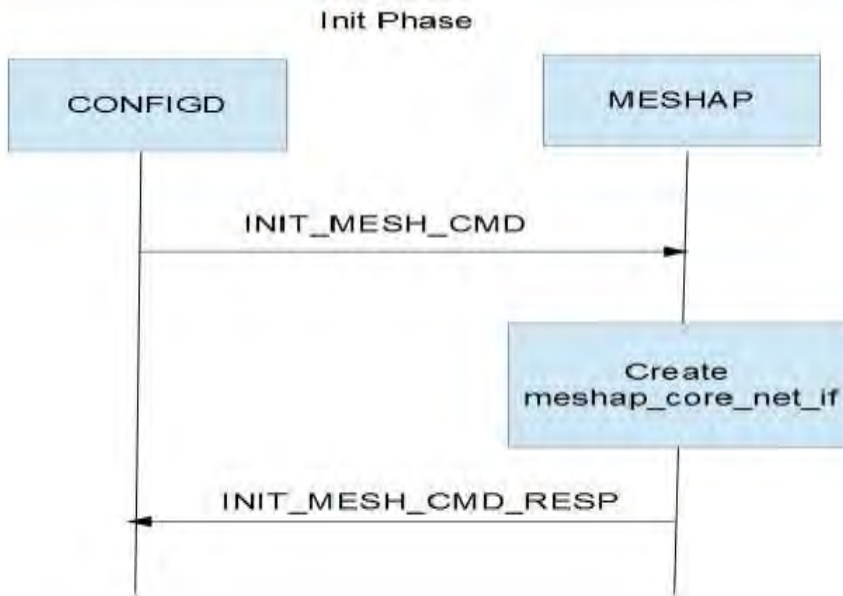 Init Phase
CONFIGD
MESHAP
INIT_MESH_CMD
Create
meshap_core_net_if
INIT_MESH_CMD_RESP